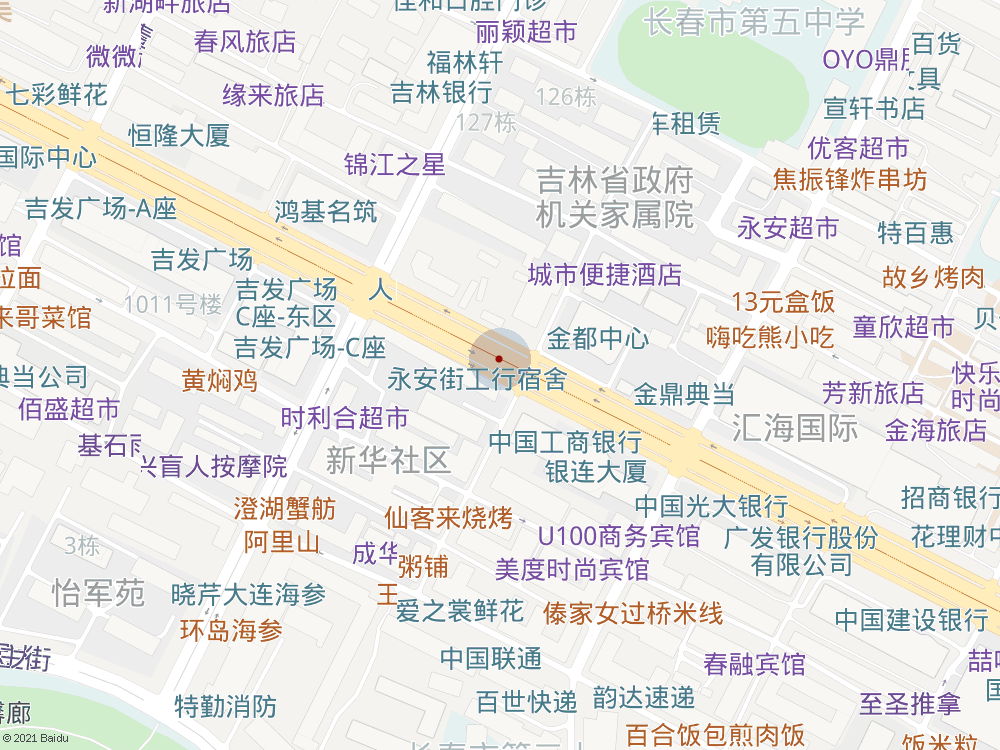 新湖畔旅店
佳和口腔门诊
长春市第五中学
春风旅店
丽颖超市
百货
微微
福林轩
OYO鼎
七彩鲜花
缘来旅店
吉林银行
126栋
宣轩书店
恒隆大厦
127栋
车租赁
国际中心
锦江之星
优客超市
吉林省政府
机关家属院
焦振锋炸串坊
吉发广场-A座
鸿基名筑
永安超市
特百惠
馆
吉发广场
城市便捷酒店
拉面
故乡烤肉
1011号楼
吉发广场
C座-东区
人
13元盒饭
来哥菜馆
金都中心
嗨吃熊小吃
童欣超市
吉发广场-C座
典当公司
黄焖鸡
永安街工行宿舍
金鼎典当
芳新旅店
快乐
时尚
佰盛超市
时利合超市
汇海国际
金海旅店
基石
中国工商银行
兴盲人按摩院
新华社区
银连大厦
澄湖蟹舫
仙客来烧烤
中国光大银行
招商银行
阿里山
U100商务宾馆
广发银行股份
有限公司
花理财中
3栋
成华
粥铺
美度时尚宾馆
怡军苑
晓芹大连海参
王
爱之裳鲜花
傣家女过桥米线
中国建设银行
环岛海参
中国联通
春融宾馆
特勤消防
百世快递
韵达速递
至圣推拿
百合饭包煎肉饭
饭米粒
© 2021 Baidu